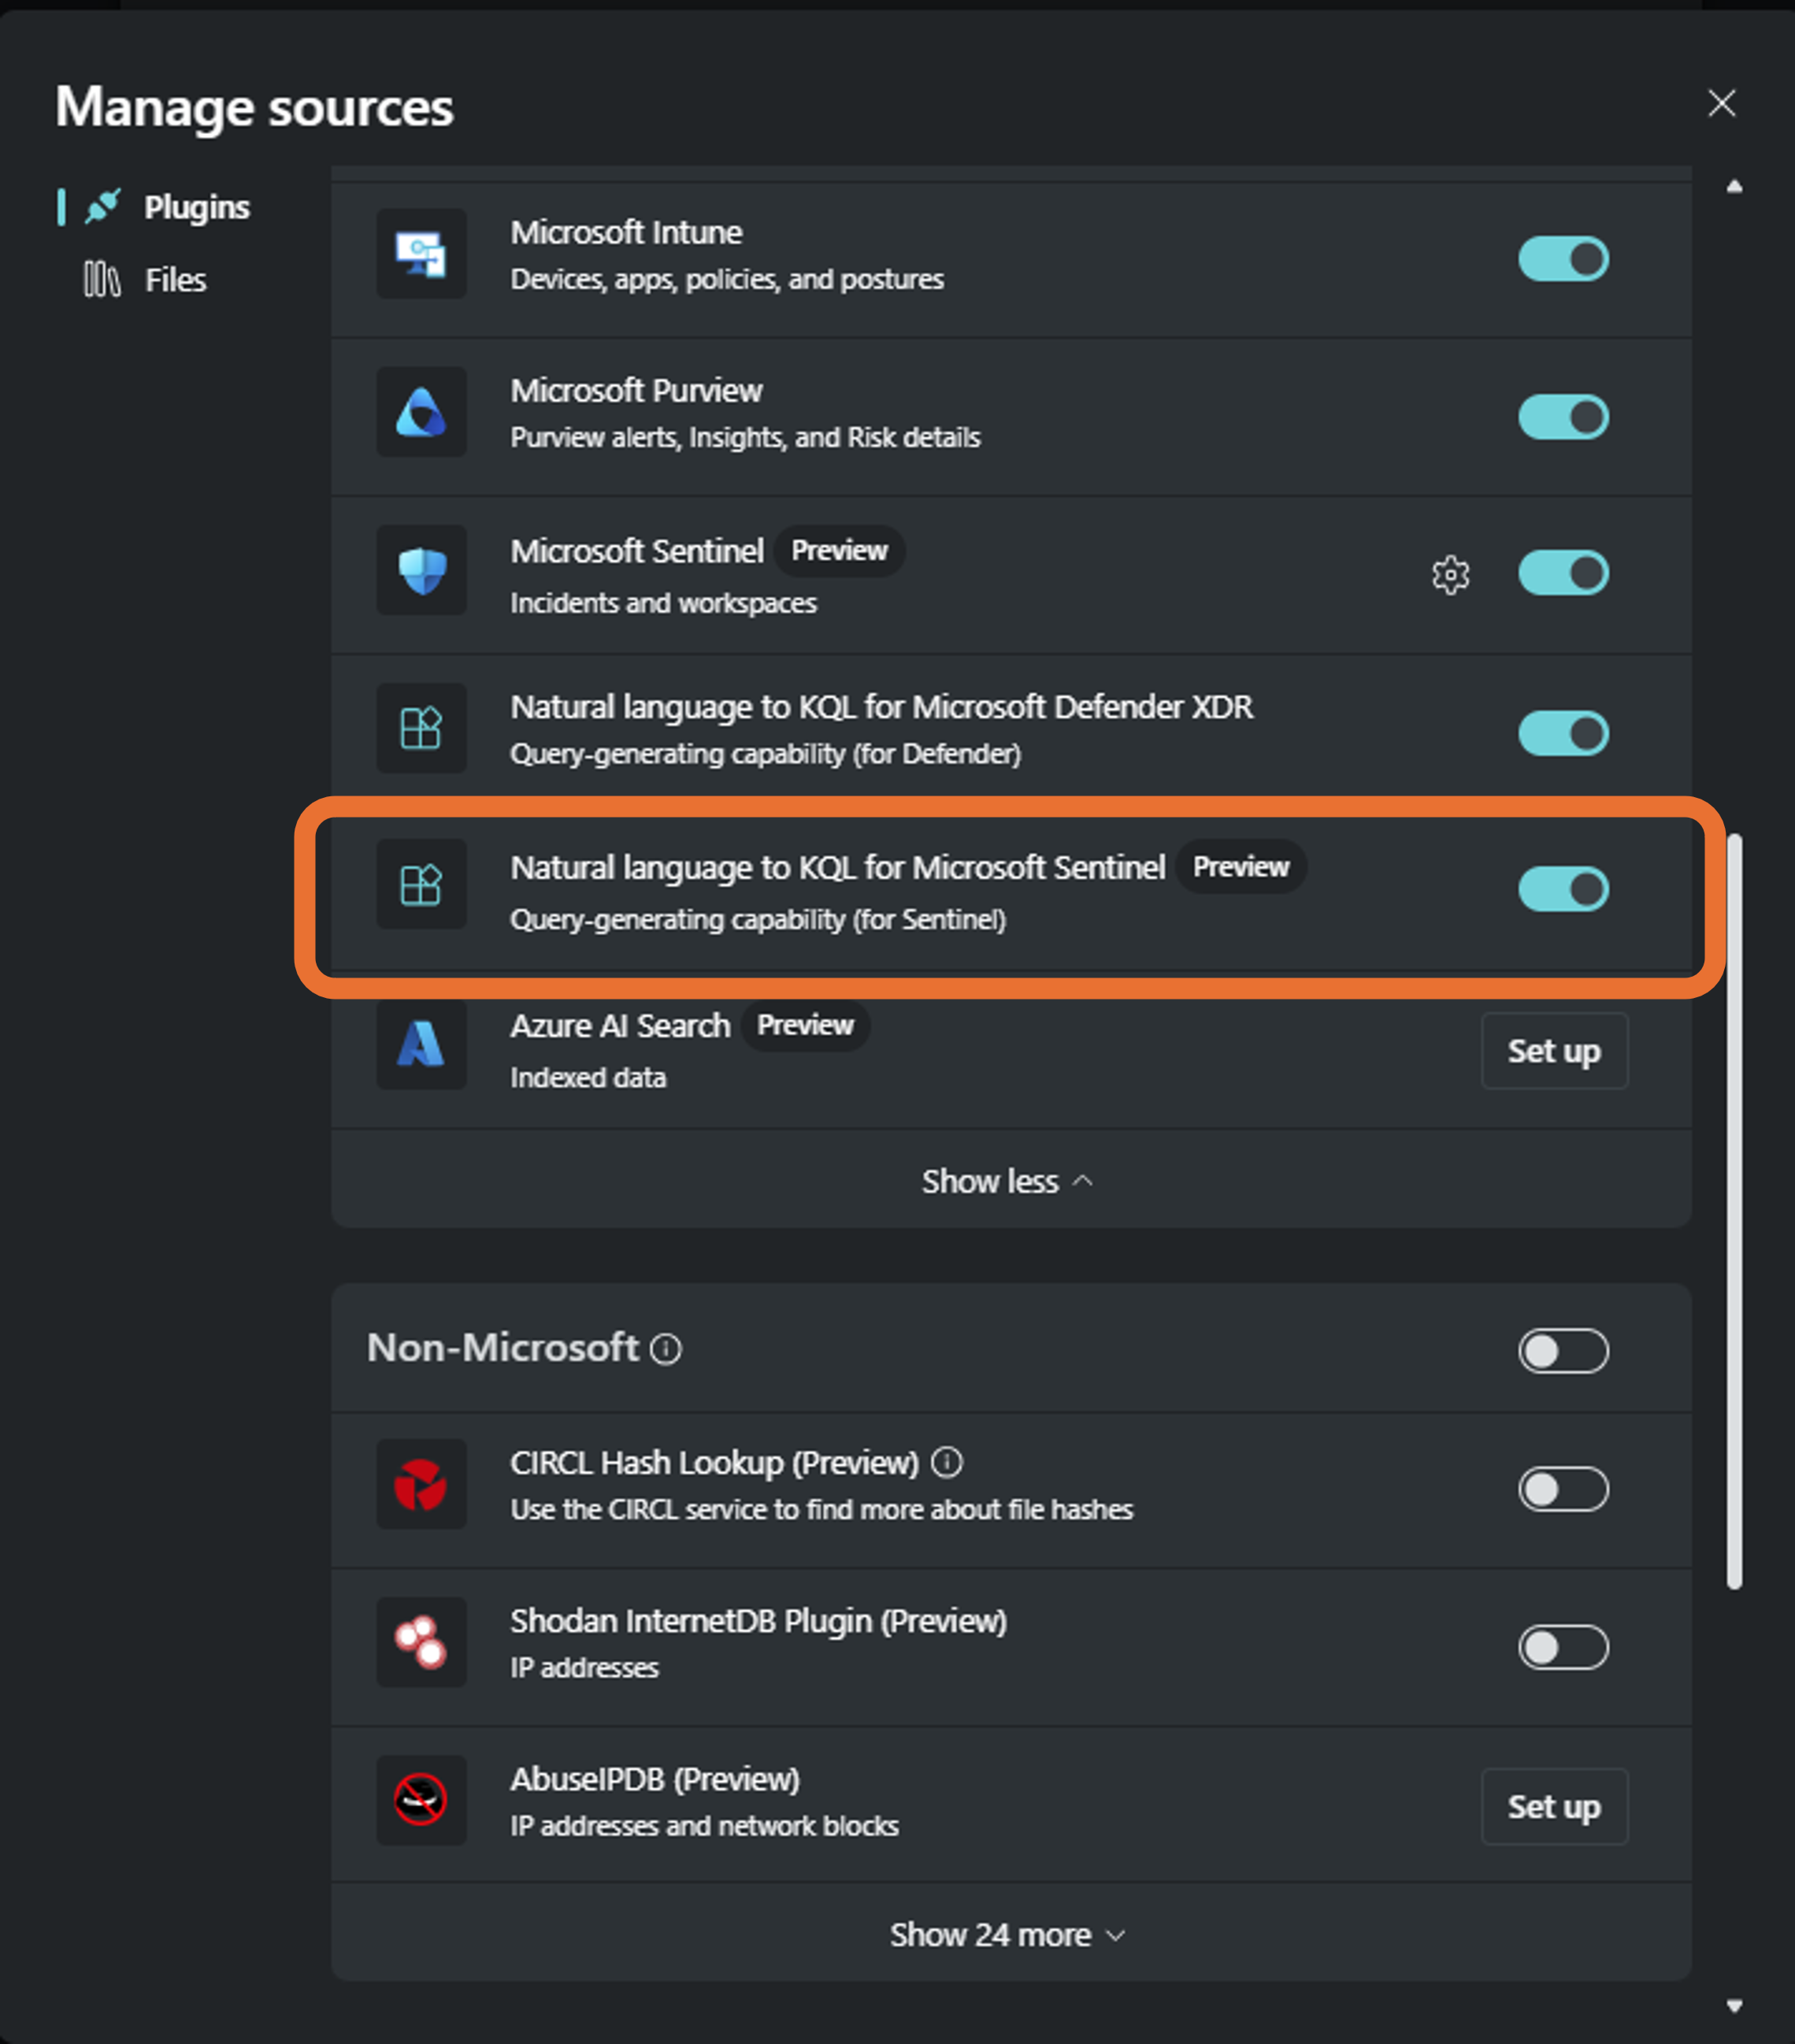 Manage sources
Plugins
Files
Microsoft Intune
Devices, apps, policies, and postures
Microsoft Purview
Purview alerts, Insights, and Risk details
Microsoft Sentinel Preview
Incidents and workspaces
Natural language to KQL for Microsoft Defender XDR
Query-generating capability (for Defender)
Natural language to KQL for Microsoft Sentinel Preview
Query-generating capability (for Sentinel)
Azure AI Search Preview
Indexed data
Set up
Show less
Non-Microsoft
CIRCL Hash Lookup (Preview)
Use the CIRCL service to find more about file hashes
Shodan InternetDB Plugin (Preview)
IP addresses
AbuseIPDB (Preview)
IP addresses and network blocks
Set up
Show 24 more